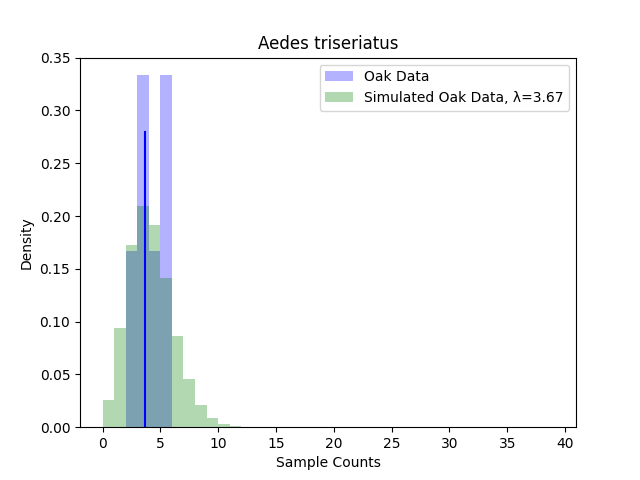 Aedes triseriatus
Oak Data
Simulated Oak Data, λ=3.67
Density
0.35
0.30
0.25
0.20
0.15
0.10
0.05
0.00
0 5 10 15 20 25 30 35 40
Sample Counts